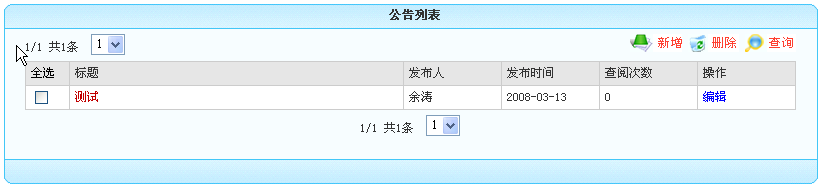 公告列表
1/1 共1条 1 新增 删除 查询
全选 标题 发布人 发布时间 查阅次数 操作
测试 余涛 2008-03-13 0 编辑
1/1 共1条 1